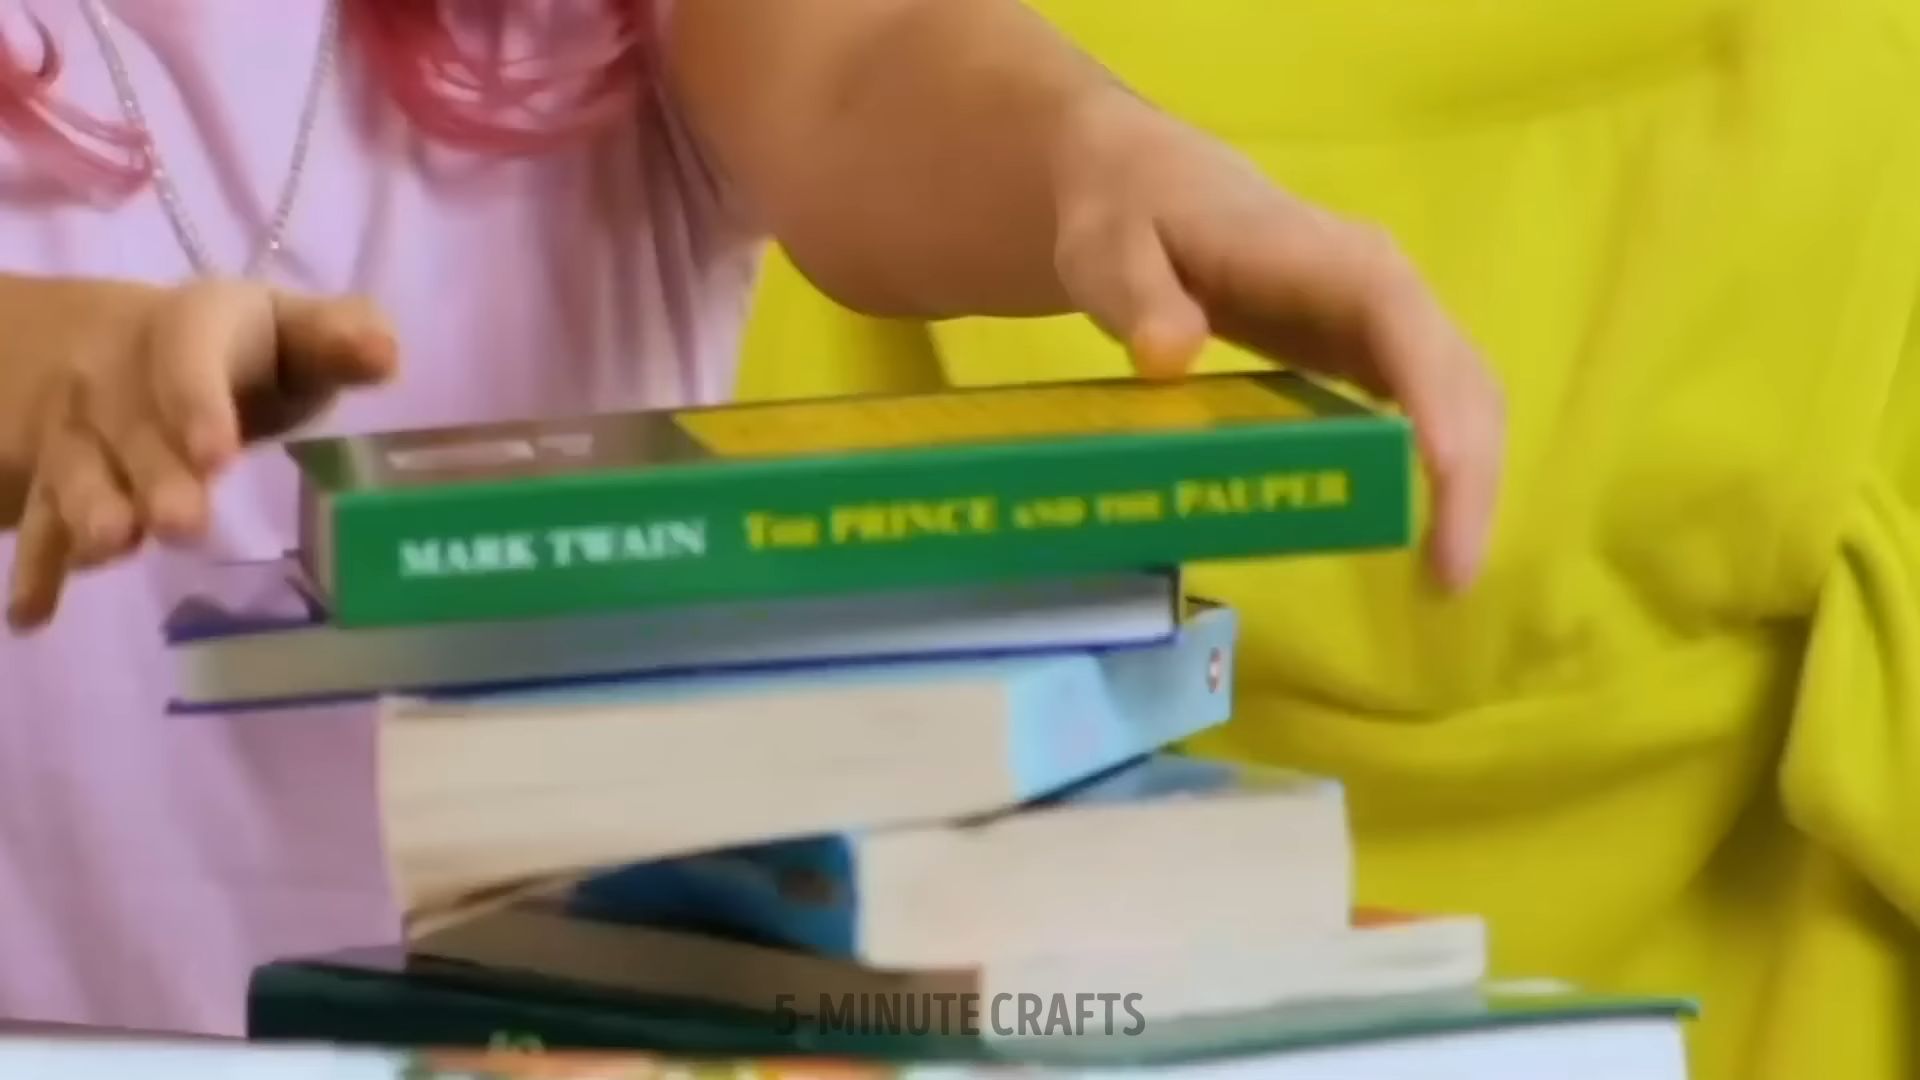 MARK TWAIN THE PRINCE AND THE PAUPER
5-MINUTE CRAFTS